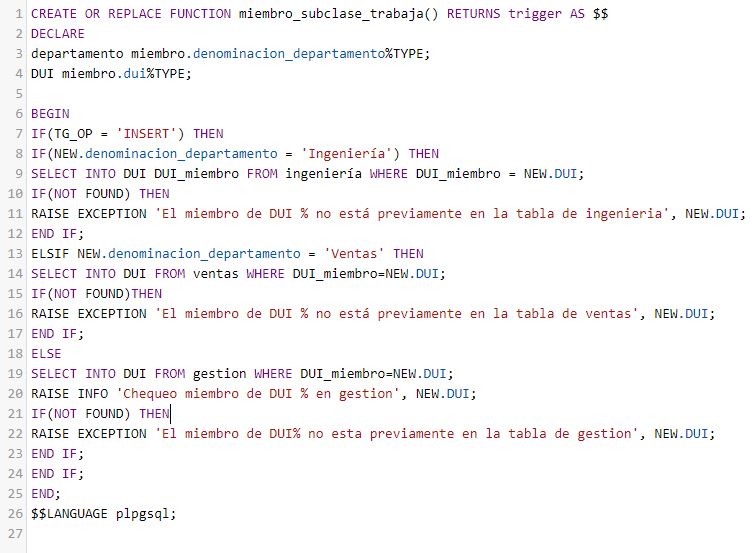 1 CREATE OR REPLACE FUNCTION miembro_subclase_trabaja() RETURNS trigger AS $$
2 DECLARE
3 departamento miembro.denominacion_departamento%TYPE;
4 DUI miembro.dui%TYPE;
5
6 BEGIN
7 IF(TG_OP = 'INSERT') THEN
8 IF(NEW.denominacion_departamento = 'Ingeniería') THEN
9 SELECT INTO DUI DUI_miembro FROM ingeniería WHERE DUI_miembro = NEW.DUI;
10 IF(NOT FOUND) THEN
11 RAISE EXCEPTION 'El miembro de DUI % no está previamente en la tabla de ingenieria', NEW.DUI;
12 END IF;
13 ELSIF NEW.denominacion_departamento = 'Ventas' THEN
14 SELECT INTO DUI FROM ventas WHERE DUI_miembro=NEW.DUI;
15 IF(NOT FOUND)THEN
16 RAISE EXCEPTION 'El miembro de DUI % no está previamente en la tabla de ventas', NEW.DUI;
17 END IF;
18 ELSE
19 SELECT INTO DUI FROM gestion WHERE DUI_miembro=NEW.DUI;
20 RAISE INFO 'Chequeo miembro de DUI % en gestion', NEW.DUI;
21 IF(NOT FOUND) THEN
22 RAISE EXCEPTION 'El miembro de DUI% no esta previamente en la tabla de gestion', NEW.DUI;
23 END IF;
24 END IF;
25 END;
26 $$LANGUAGE plpgsql;
27